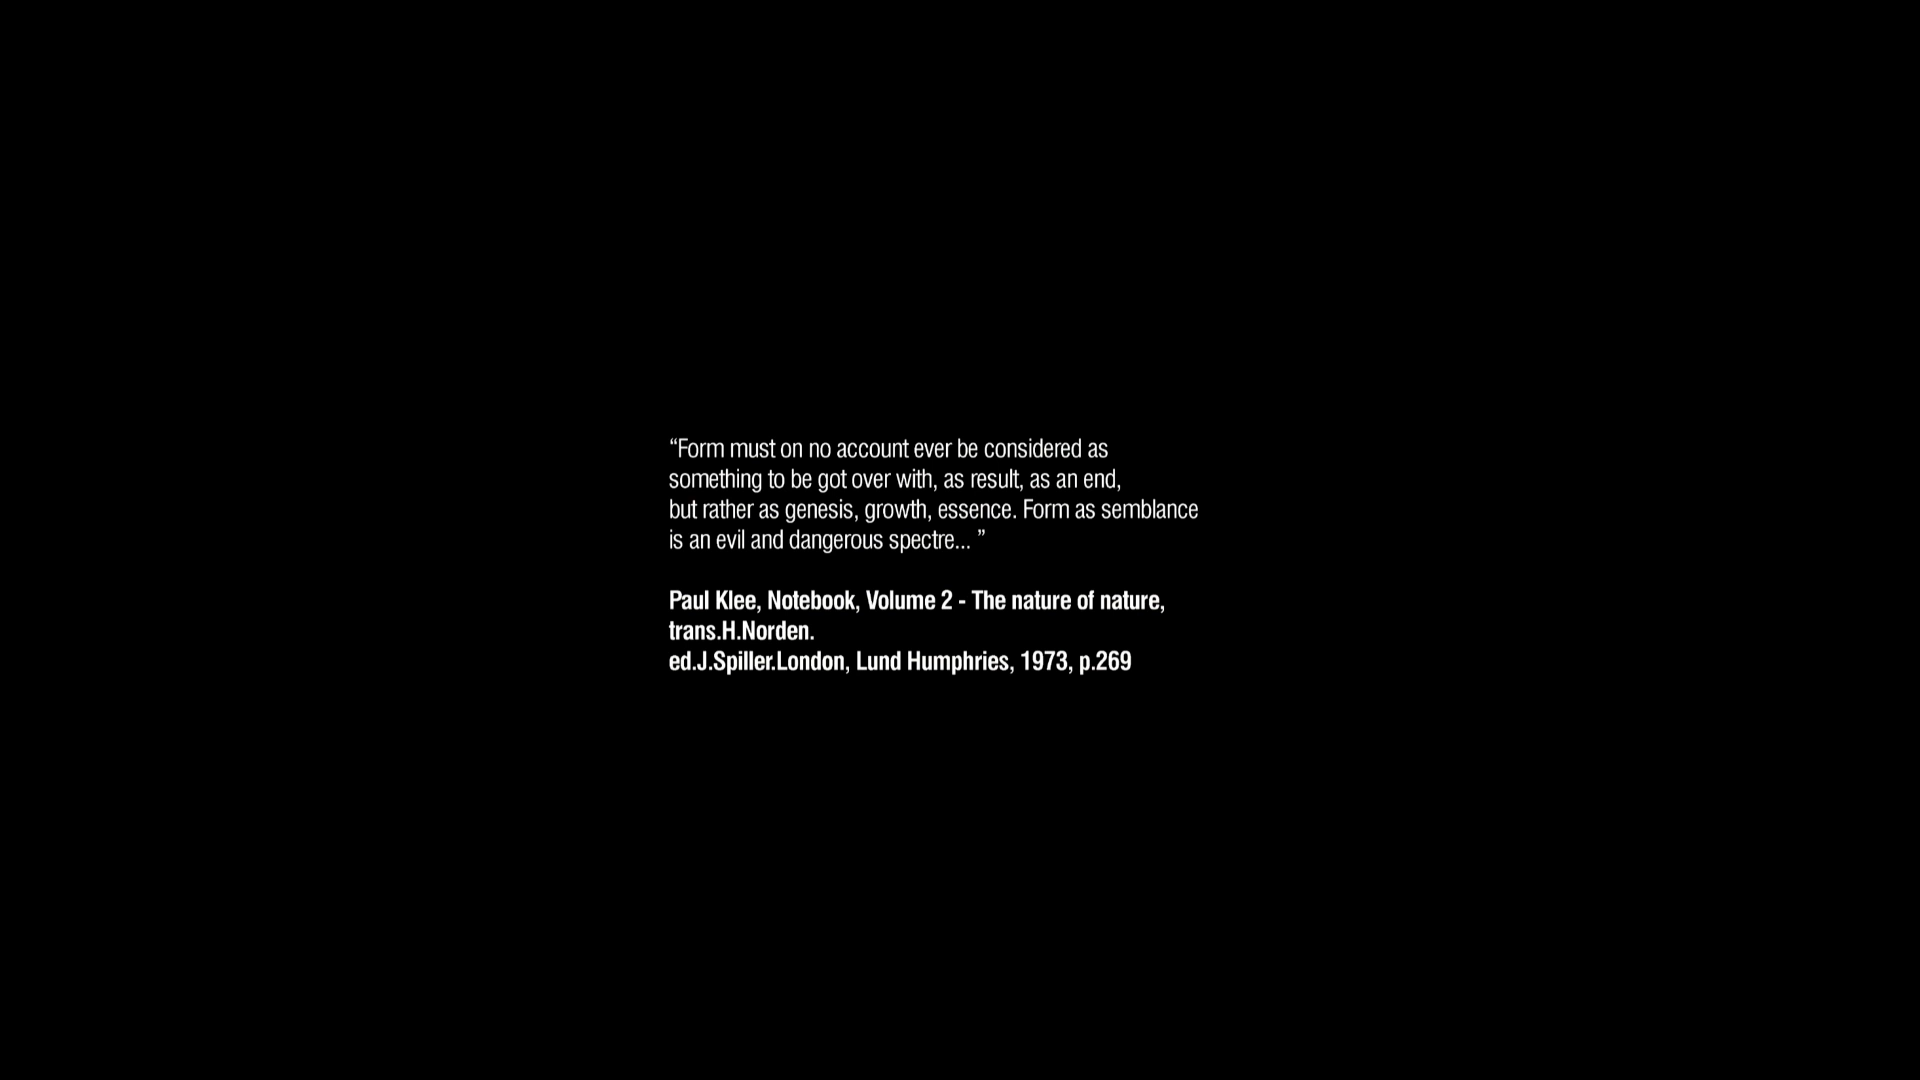 “Form must on no account ever be considered as
something to be got over with, as result, as an end,
but rather as genesis, growth, essence. Form as semblance
is an evil and dangerous spectre... ”
Paul Klee, Notebook, Volume 2 - The nature of nature,
trans.H.Norden.
ed.J.Spiller.London, Lund Humphries, 1973, p.269